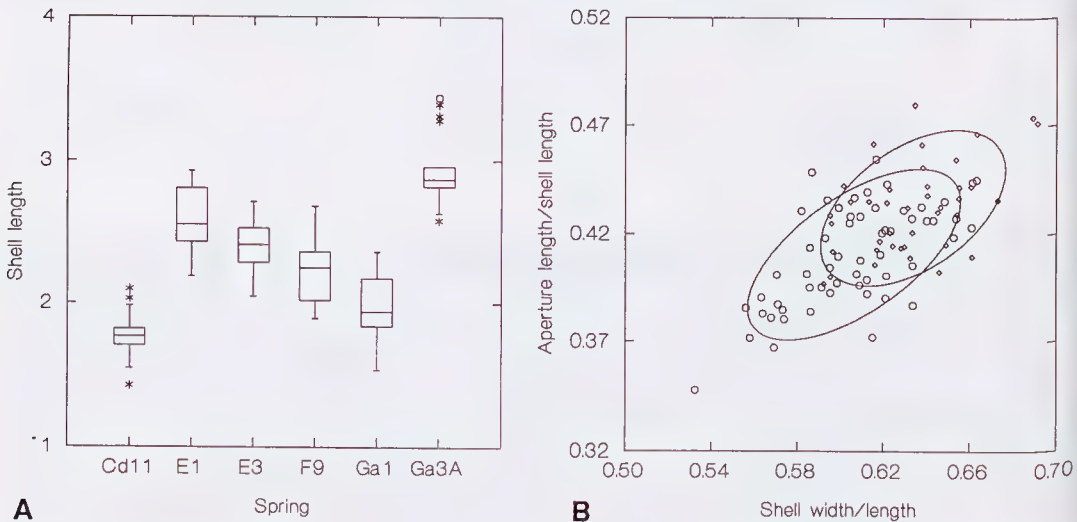 4
3
2
1
Shell length
Cd11 E1 E3 F9 Ga1 Ga3A
Spring
A
0.52
0.47
0.42
0.37
0.32
Aperture length/shell length
0.50 0.54 0.58 0.62 0.66 0.70
Shell width/length
B